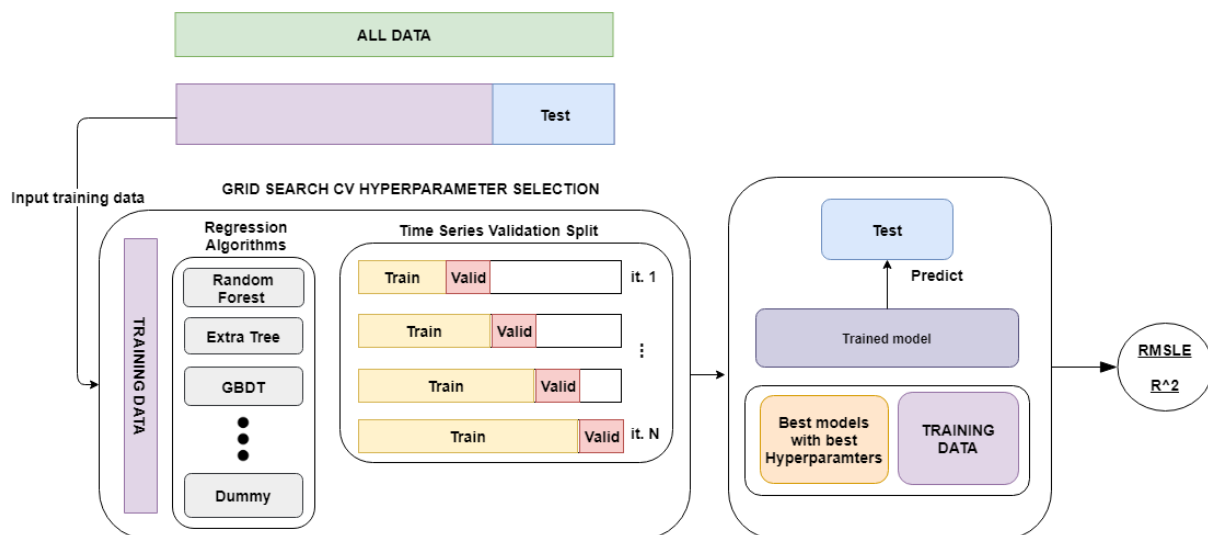 ALL DATA
Test
Input training data
GRID SEARCH CV HYPERPARAMETER SELECTION
TRAINING DATA
Regression
Algorithms
Random
Forest
Extra Tree
GBDT
Dummy
Time Series Validation Split
Train Valid it. 1
Train Valid
Train Valid
Train Valid it. N
Test
Predict
Trained model
Best models
with best
Hyperparamters
TRAINING
DATA
RMSLE
R^2